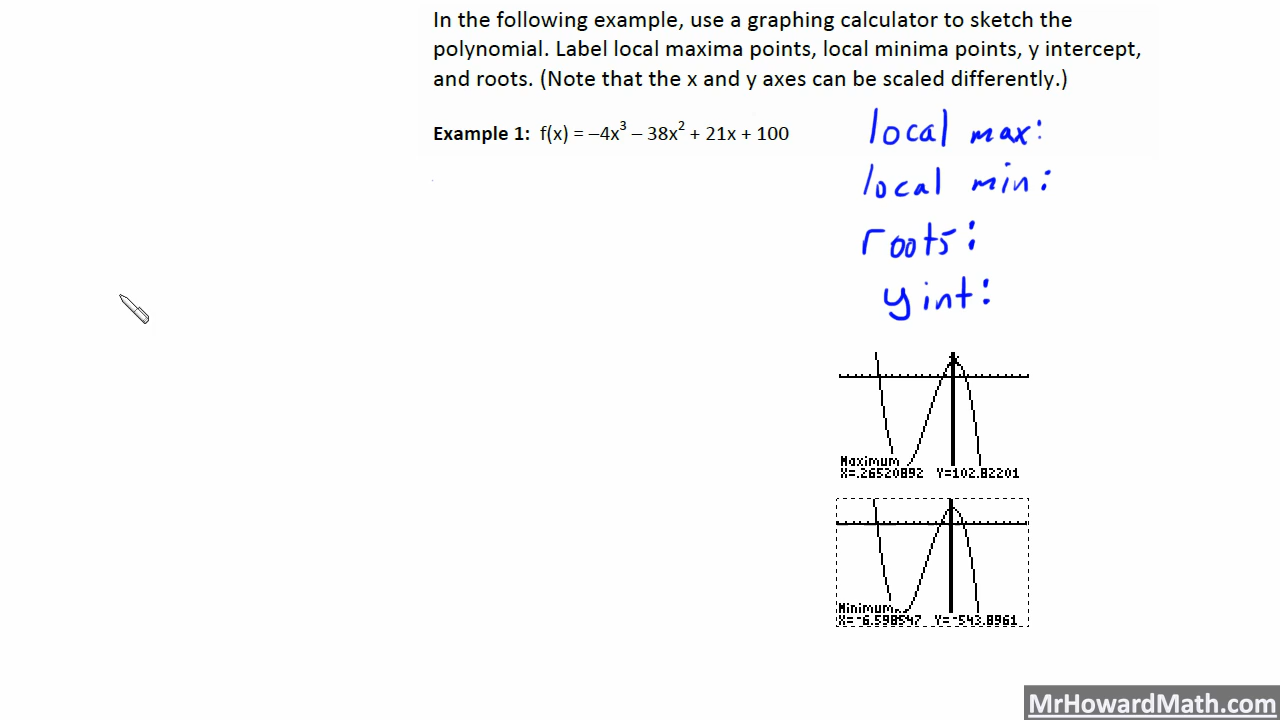 In the following example, use a graphing calculator to sketch the
polynomial. Label local maxima points, local minima points, y intercept,
and roots. (Note that the x and y axes can be scaled differently.)
Example 1: f(x) = –4x³ – 38x² + 21x + 100
local max:
local min:
roots:
y int:
Maximum
X=.26520892 Y=102.82201
Minimum
X=-6.598547 Y=-543.8961
MrHowardMath.com